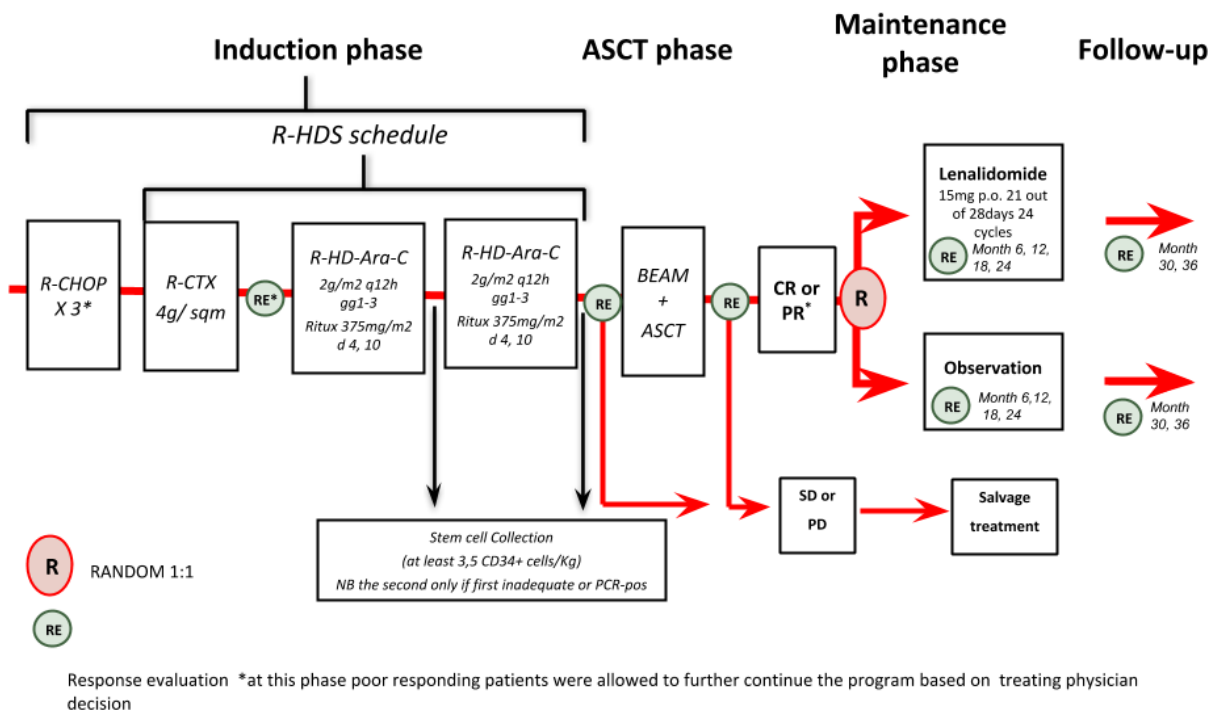 Induction phase
ASCT phase
Maintenance
phase
Follow-up
R-HDS schedule
R-CHOP
X 3*
R-CTX
4g/ sqm
RE*
R-HD-Ara-C
2g/m2 q12h
gg1-3
Ritux 375mg/m2
d 4, 10
R-HD-Ara-C
2g/m2 q12h
gg1-3
Ritux 375mg/m2
d 4, 10
RE
BEAM
+
ASCT
RE
CR or
PR*
R
Lenalidomide
15mg p.o. 21 out
of 28days 24
cycles
RE
Month 6, 12,
18, 24
RE
Month
30, 36
Observation
RE
Month 6,12,
18, 24
RE
Month
30, 36
SD or
PD
Salvage
treatment
Stem cell Collection
(at least 3,5 CD34+ cells/Kg)
NB the second only if first inadequate or PCR-pos
R
RANDOM 1:1
RE
Response evaluation *at this phase poor responding patients were allowed to further continue the program based on treating physician
decision